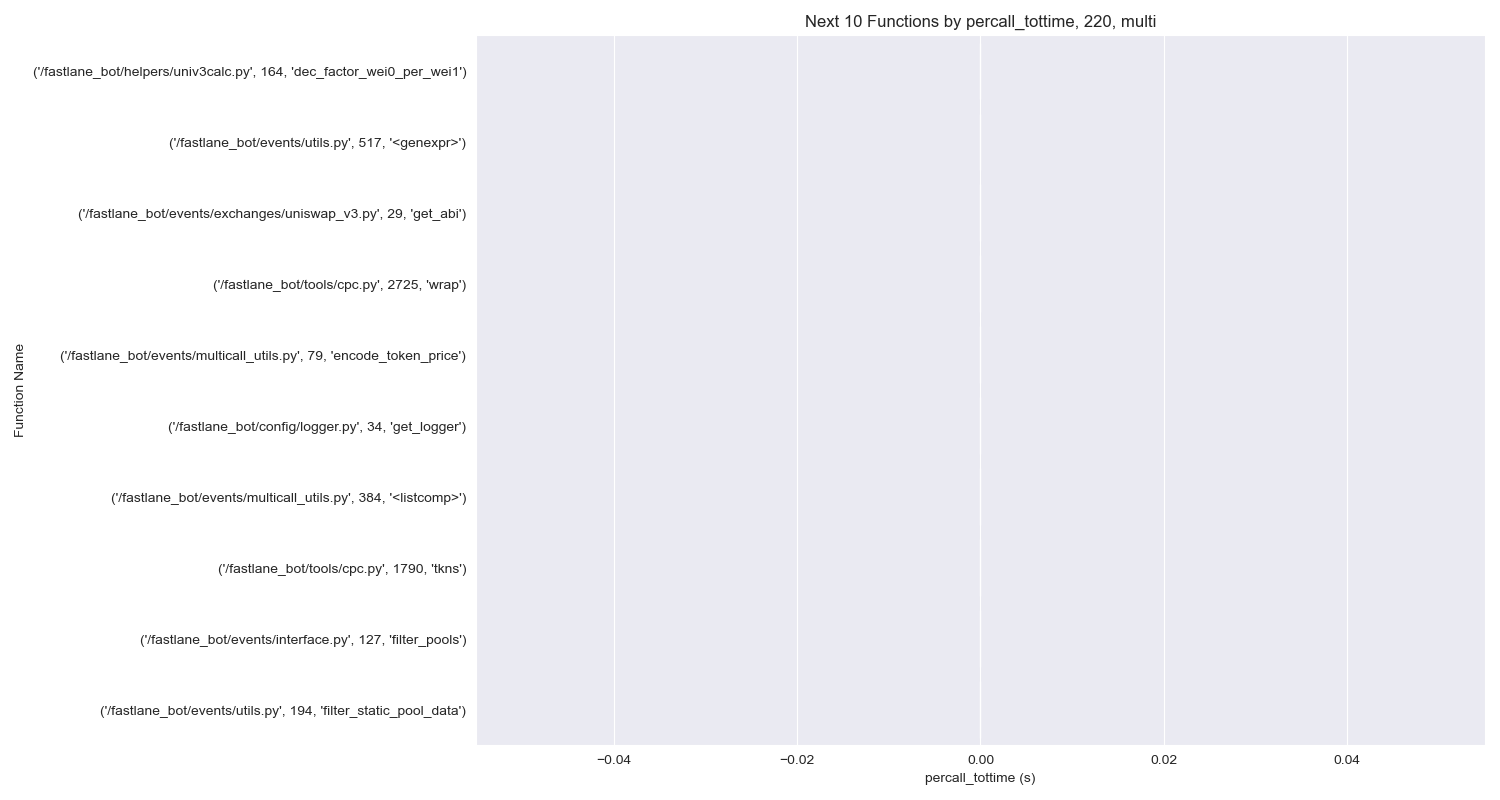 Next 10 Functions by percall_tottime, 220, multi
('/fastlane_bot/helpers/univ3calc.py', 164, 'dec_factor_wei0_per_wei1')
('/fastlane_bot/events/utils.py', 517, '<genexpr>')
('/fastlane_bot/events/exchanges/uniswap_v3.py', 29, 'get_abi')
('/fastlane_bot/tools/cpc.py', 2725, 'wrap')
('/fastlane_bot/events/multicall_utils.py', 79, 'encode_token_price')
('/fastlane_bot/config/logger.py', 34, 'get_logger')
('/fastlane_bot/events/multicall_utils.py', 384, '<listcomp>')
('/fastlane_bot/tools/cpc.py', 1790, 'tkns')
('/fastlane_bot/events/interface.py', 127, 'filter_pools')
('/fastlane_bot/events/utils.py', 194, 'filter_static_pool_data')
Function Name
−0.04 −0.02 0.00 0.02 0.04
percall_tottime (s)